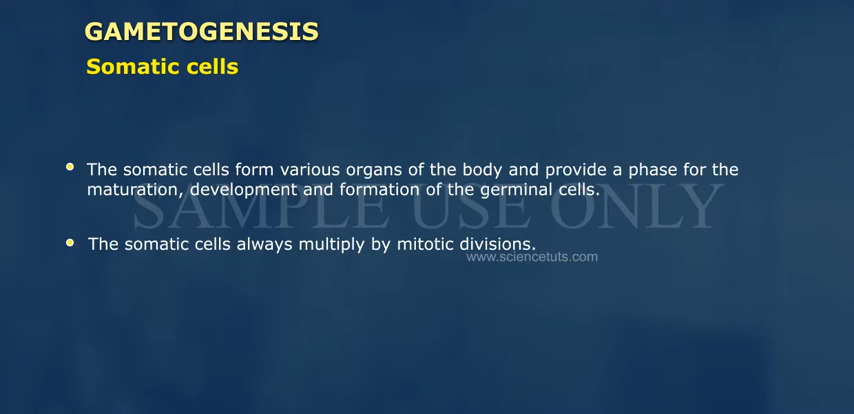 GAMETOGENESIS
Somatic cells
The somatic cells form various organs of the body and provide a phase for the
maturation, development and formation of the germinal cells.
SAMPLE USE ONLY
The somatic cells always multiply by mitotic divisions.
www.sciencetuts.com